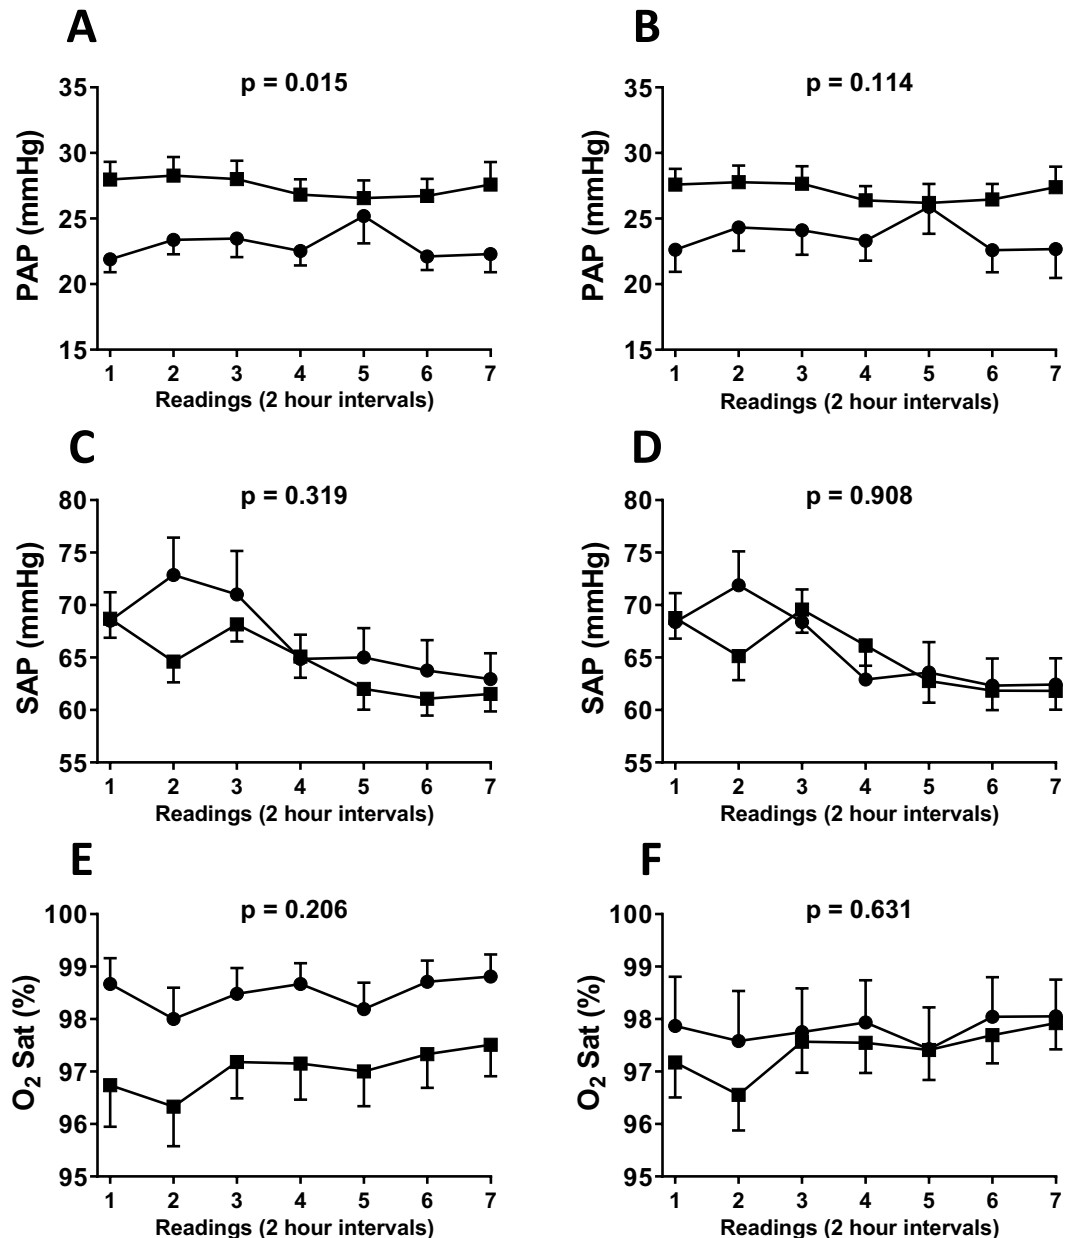 A
p = 0.015
PAP (mmHg)
35
30
25
20
15
1 2 3 4 5 6 7
Readings (2 hour intervals)
B
p = 0.114
PAP (mmHg)
35
30
25
20
15
1 2 3 4 5 6 7
Readings (2 hour intervals)
C
p = 0.319
SAP (mmHg)
80
75
70
65
60
55
1 2 3 4 5 6 7
Readings (2 hour intervals)
D
p = 0.908
SAP (mmHg)
80
75
70
65
60
55
1 2 3 4 5 6 7
Readings (2 hour intervals)
E
p = 0.206
O₂ Sat (%)
100
99
98
97
96
95
1 2 3 4 5 6 7
Readings (2 hour intervals)
F
p = 0.631
O₂ Sat (%)
100
99
98
97
96
95
1 2 3 4 5 6 7
Readings (2 hour intervals)